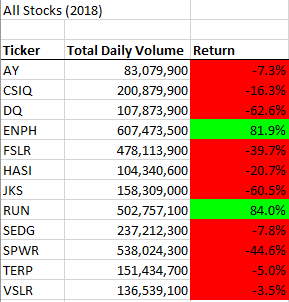 All Stocks (2018)
Ticker Total Daily Volume Return
AY 83,079,900 -7.3%
CSIQ 200,879,900 -16.3%
DQ 107,873,900 -62.6%
ENPH 607,473,500 81.9%
FSLR 478,113,900 -39.7%
HASI 104,340,600 -20.7%
JKS 158,309,000 -60.5%
RUN 502,757,100 84.0%
SEDG 237,212,300 -7.8%
SPWR 538,024,300 -44.6%
TERP 151,434,700 -5.0%
VSLR 136,539,100 -3.5%